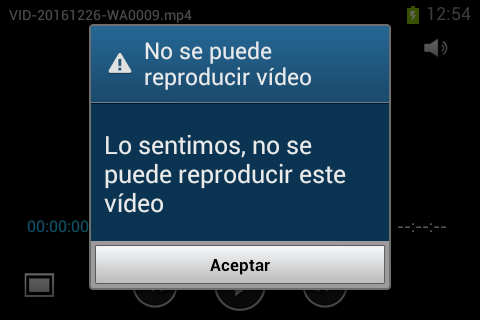 VID-20161226-WA0009.mp4 12:54
No se puede
reproducir vídeo
Lo sentimos, no se
puede reproducir este
vídeo
00:00:00 --:--:--
Aceptar